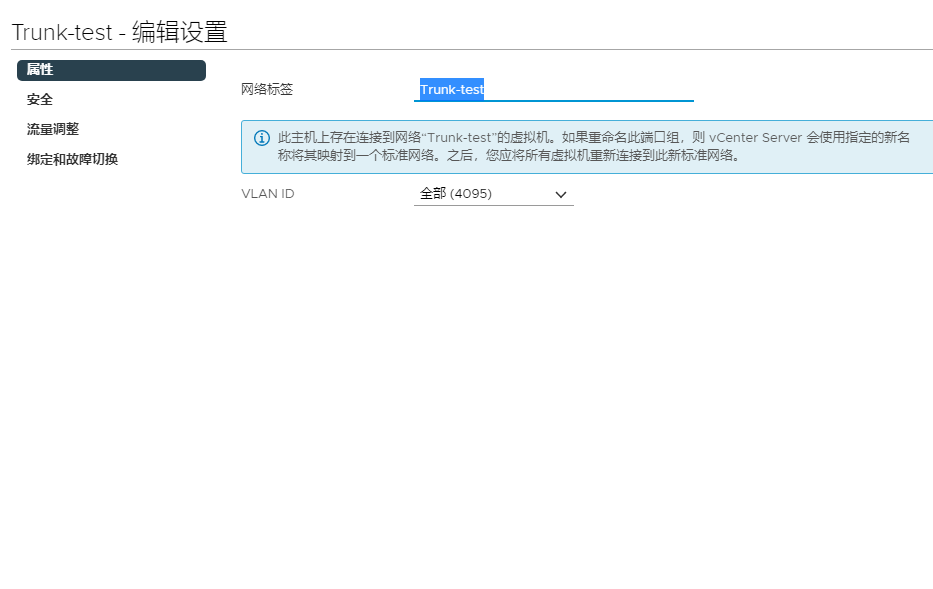 Trunk-test - 编辑设置
属性
安全
流量调整
绑定和故障切换
网络标签 Trunk-test
此主机上存在连接到网络“Trunk-test”的虚拟机。如果重命名此端口组，则 vCenter Server 会使用指定的新名
称将其映射到一个标准网络。之后，您应将所有虚拟机重新连接到此新标准网络。
VLAN ID 全部 (4095)